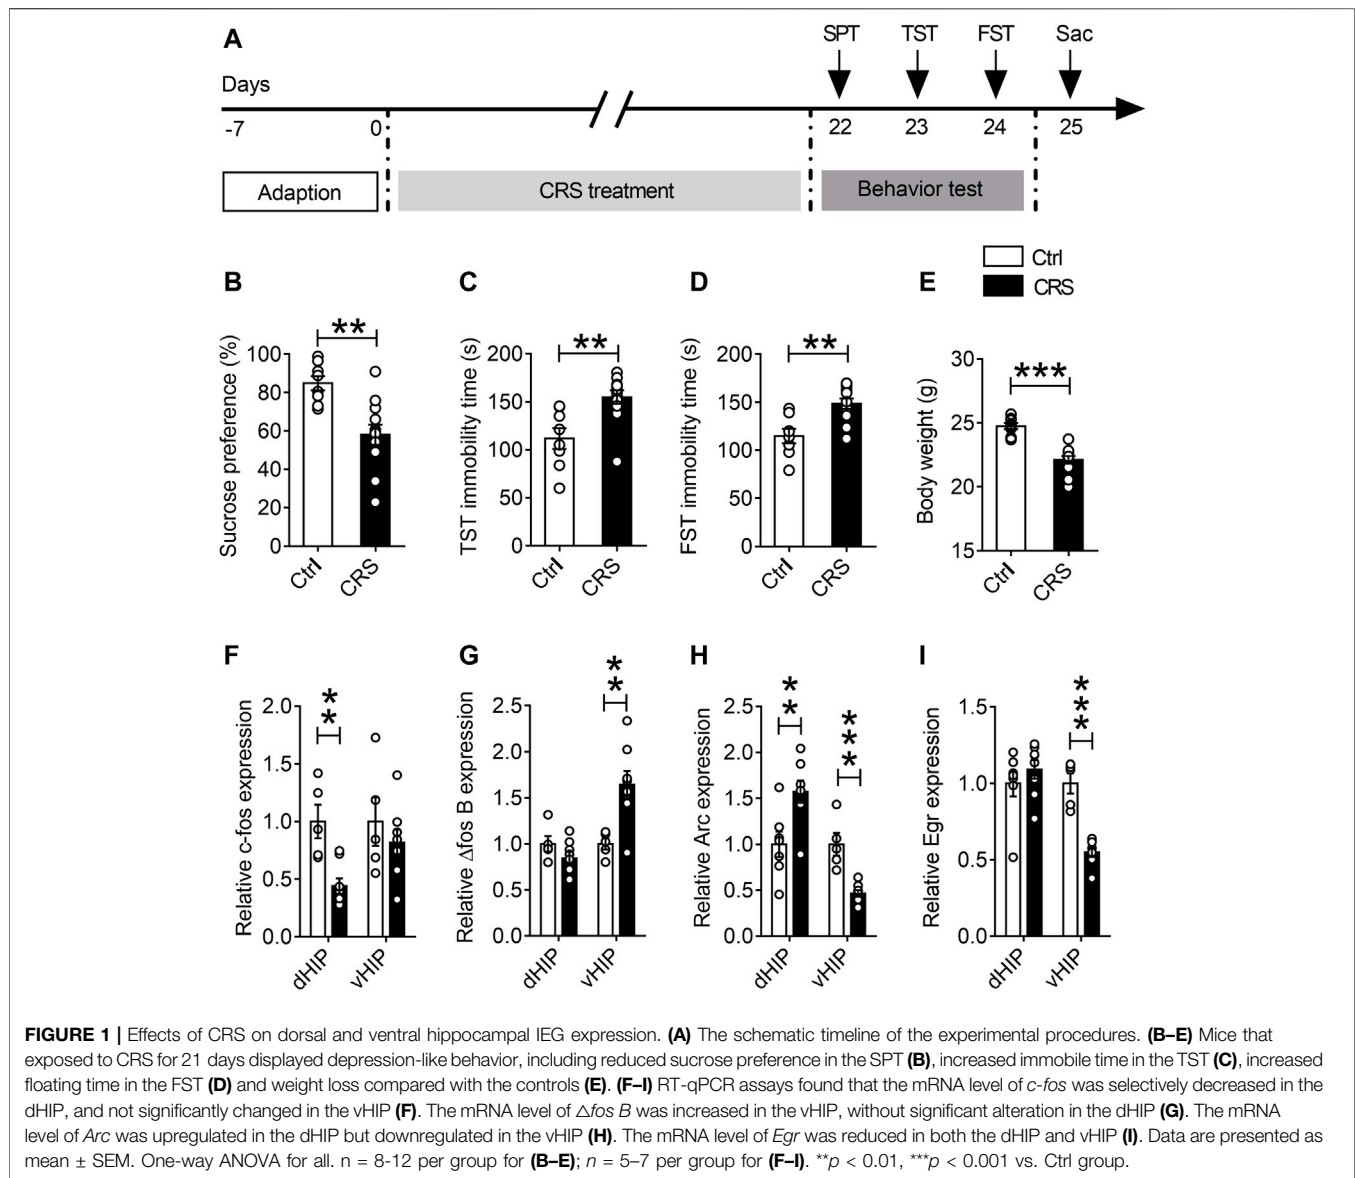 A
SPT TST FST Sac
Days
-7 0 22 23 24 25
Adaption CRS treatment Behavior test
Ctrl
CRS
B C D E
Sucrose preference (%)
100
80
60
40
20
0
**
Ctrl CRS
TST immobility time (s)
200
150
100
50
0
**
Ctrl CRS
FST immobility time (s)
200
150
100
50
0
**
Ctrl CRS
Body weight (g)
30
25
20
15
***
Ctrl CRS
F G H I
Relative c-fos expression
2.0
1.5
1.0
0.5
0.0
**
dHIP vHIP
Relative Δfos B expression
2.5
2.0
1.5
1.0
0.5
0.0
**
dHIP vHIP
Relative Arc expression
2.5
2.0
1.5
1.0
0.5
0.0
** ***
dHIP vHIP
Relative Egr expression
1.5
1.0
0.5
0.0
***
dHIP vHIP
FIGURE 1 | Effects of CRS on dorsal and ventral hippocampal IEG expression. (A) The schematic timeline of the experimental procedures. (B–E) Mice that
exposed to CRS for 21 days displayed depression-like behavior, including reduced sucrose preference in the SPT (B), increased immobile time in the TST (C), increased
floating time in the FST (D) and weight loss compared with the controls (E). (F–I) RT-qPCR assays found that the mRNA level of c-fos was selectively decreased in the
dHIP, and not significantly changed in the vHIP (F). The mRNA level of △fos B was increased in the vHIP, without significant alteration in the dHIP (G). The mRNA
level of Arc was upregulated in the dHIP but downregulated in the vHIP (H). The mRNA level of Egr was reduced in both the dHIP and vHIP (I). Data are presented as
mean ± SEM. One-way ANOVA for all. n = 8-12 per group for (B–E); n = 5–7 per group for (F–I). **p < 0.01, ***p < 0.001 vs. Ctrl group.